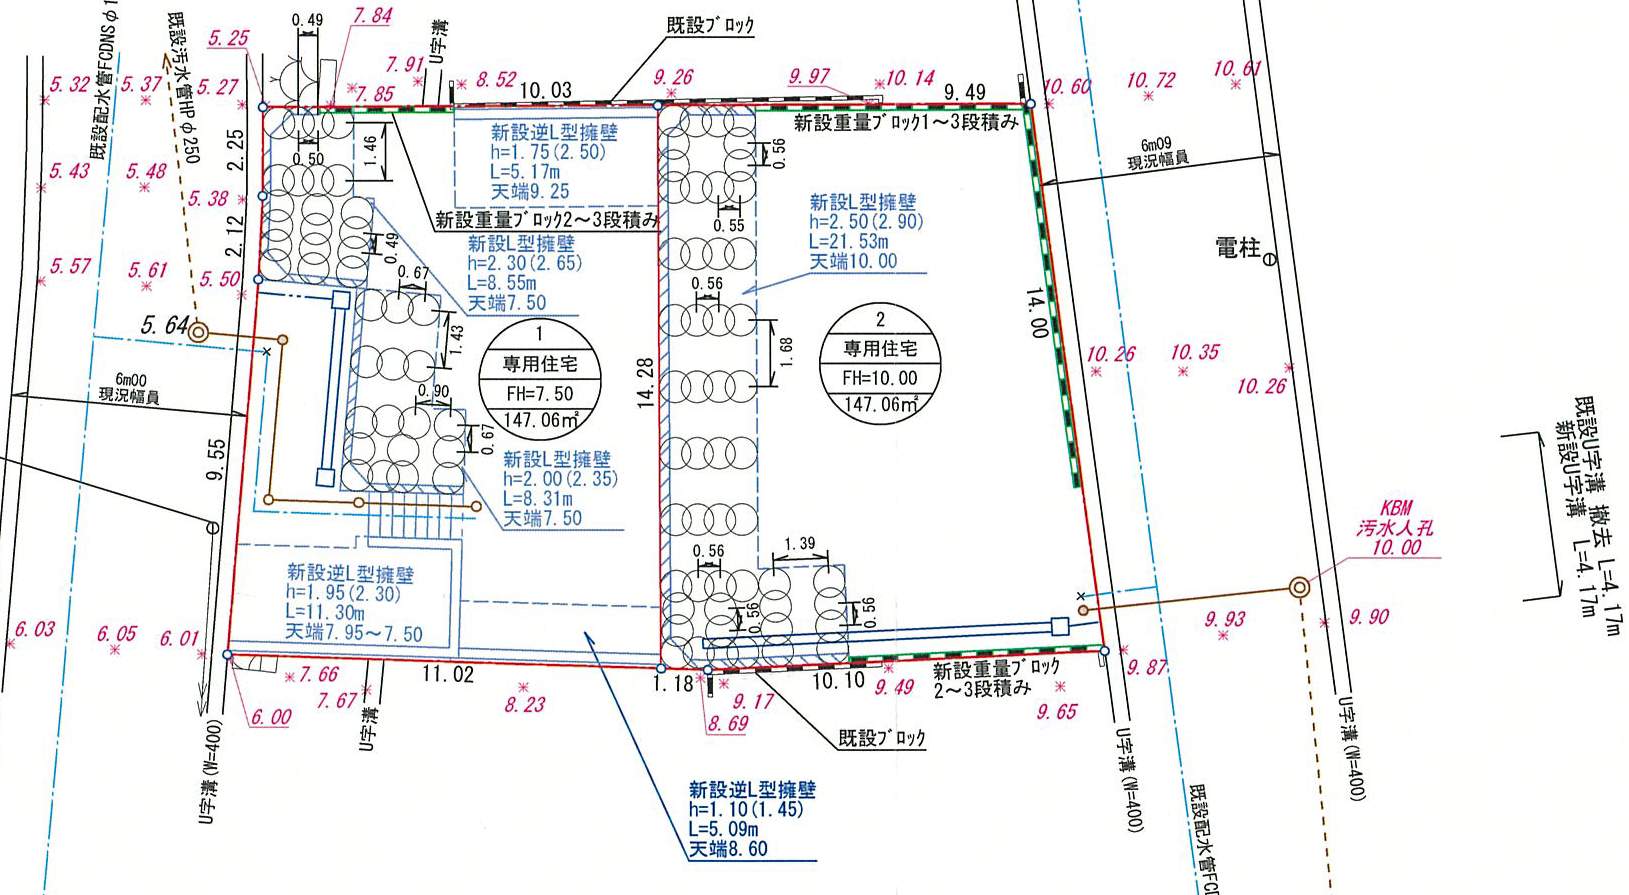 既設配水管FCDNSφ1
既設汚水管HPφ250
0.49
7.84
5.25
既設ブロック
U字溝
5.32
5.37
5.27
7.91
7.85
8.52
10.03
9.26
9.97
10.14
9.49
10.60
10.72
10.61
2.25
0.50
1.46
新設逆L型擁壁
h=1.75(2.50)
L=5.17m
天端9.25
新設重量ブロック1～3段積み
0.56
6m09
現況幅員
5.43
5.48
5.38
新設重量ブロック2～3段積み
0.55
新設L型擁壁
h=2.50(2.90)
L=21.53m
天端10.00
2.12
0.49
新設L型擁壁
h=2.30(2.65)
L=8.55m
天端7.50
電柱
5.57
5.61
5.50
0.67
0.56
5.64
1.43
1
専用住宅
FH=7.50
147.06㎡
1.68
2
専用住宅
FH=10.00
147.06㎡
14.00
14.28
10.26
10.35
10.26
6m00
現況幅員
0.90
0.67
9.55
新設L型擁壁
h=2.00(2.35)
L=8.31m
天端7.50
既設U字溝 撤去 L=4.17m
新設U字溝 L=4.17m
KBM
汚水人孔
10.00
0.56
1.39
新設逆L型擁壁
h=1.95(2.30)
L=11.30m
天端7.95～7.50
0.56
0.56
6.03
6.05
6.01
9.93
9.90
7.66
7.67
11.02
8.23
1.18
9.17
10.10
9.49
新設重量ブロック
2～3段積み
9.87
9.65
6.00
8.69
U字溝
既設ブロック
U字溝(W=400)
U字溝(W=400)
U字溝(W=400)
新設逆L型擁壁
h=1.10(1.45)
L=5.09m
天端8.60
既設配水管FCD